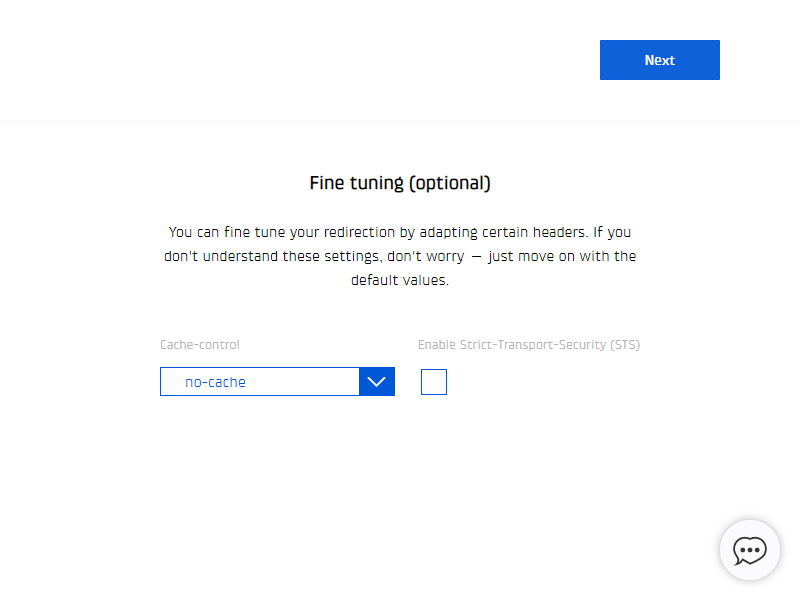 Next
Fine tuning (optional)
You can fine tune your redirection by adapting certain headers. If you
don't understand these settings, don't worry — just move on with the
default values.
Cache-control
Enable Strict-Transport-Security (STS)
no-cache